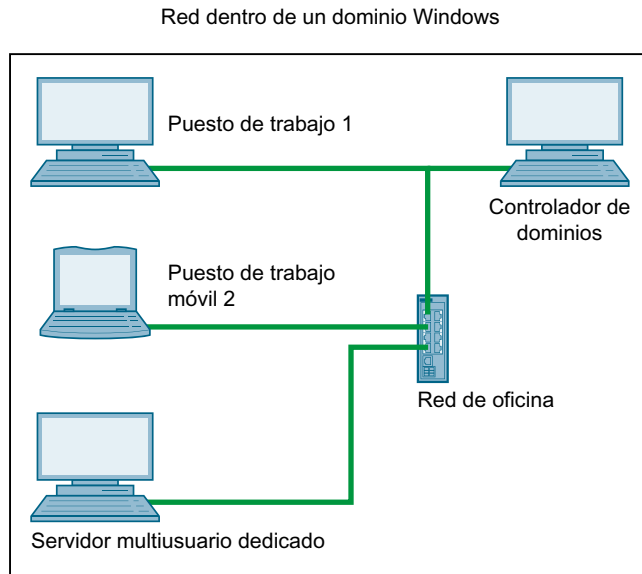 Red dentro de un dominio Windows
Puesto de trabajo 1
Controlador de
dominios
Puesto de trabajo
móvil 2
Red de oficina
Servidor multiusuario dedicado